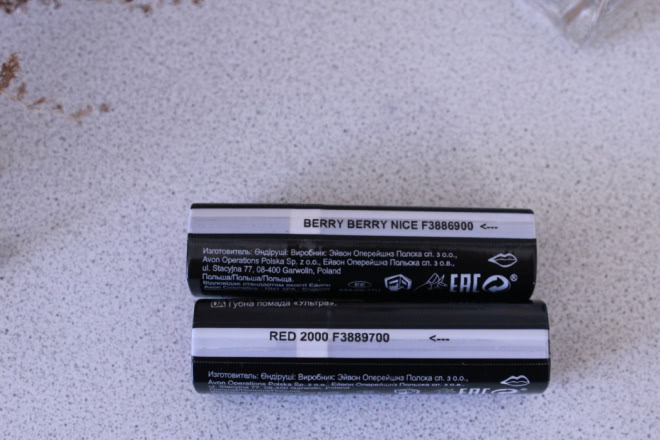 BERRY BERRY NICE F3886900 <---
Изготовитель: Өндіруші: Виробник: Эйвон Оперейшнз Полска сп. з о.о.,
Avon Operations Polska Sp. z o.o., Ейвон Оперейшнз Польска сп. з о.в.,
ul. Stacyjna 77, 08-400 Garwolin, Poland
Польша/Польша/Польща.
EAC
UA Губна помада «Ультра».
RED 2000 F3889700 <---
Изготовитель: Өндіруші: Виробник: Эйвон Оперейшнз Полска сп. з о.о.,
Avon Operations Polska Sp. z o.o., Ейвон Оперейшнз Польска сп. з о.в.,